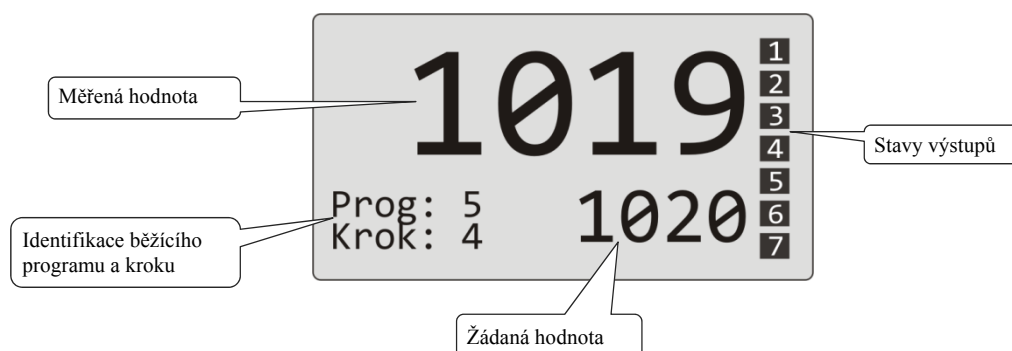 1019
1
2
3
4
5
6
7
Měřená hodnota
Stavy výstupů
Prog: 5
Krok: 4
1020
Identifikace běžícího
programu a kroku
Žádaná hodnota